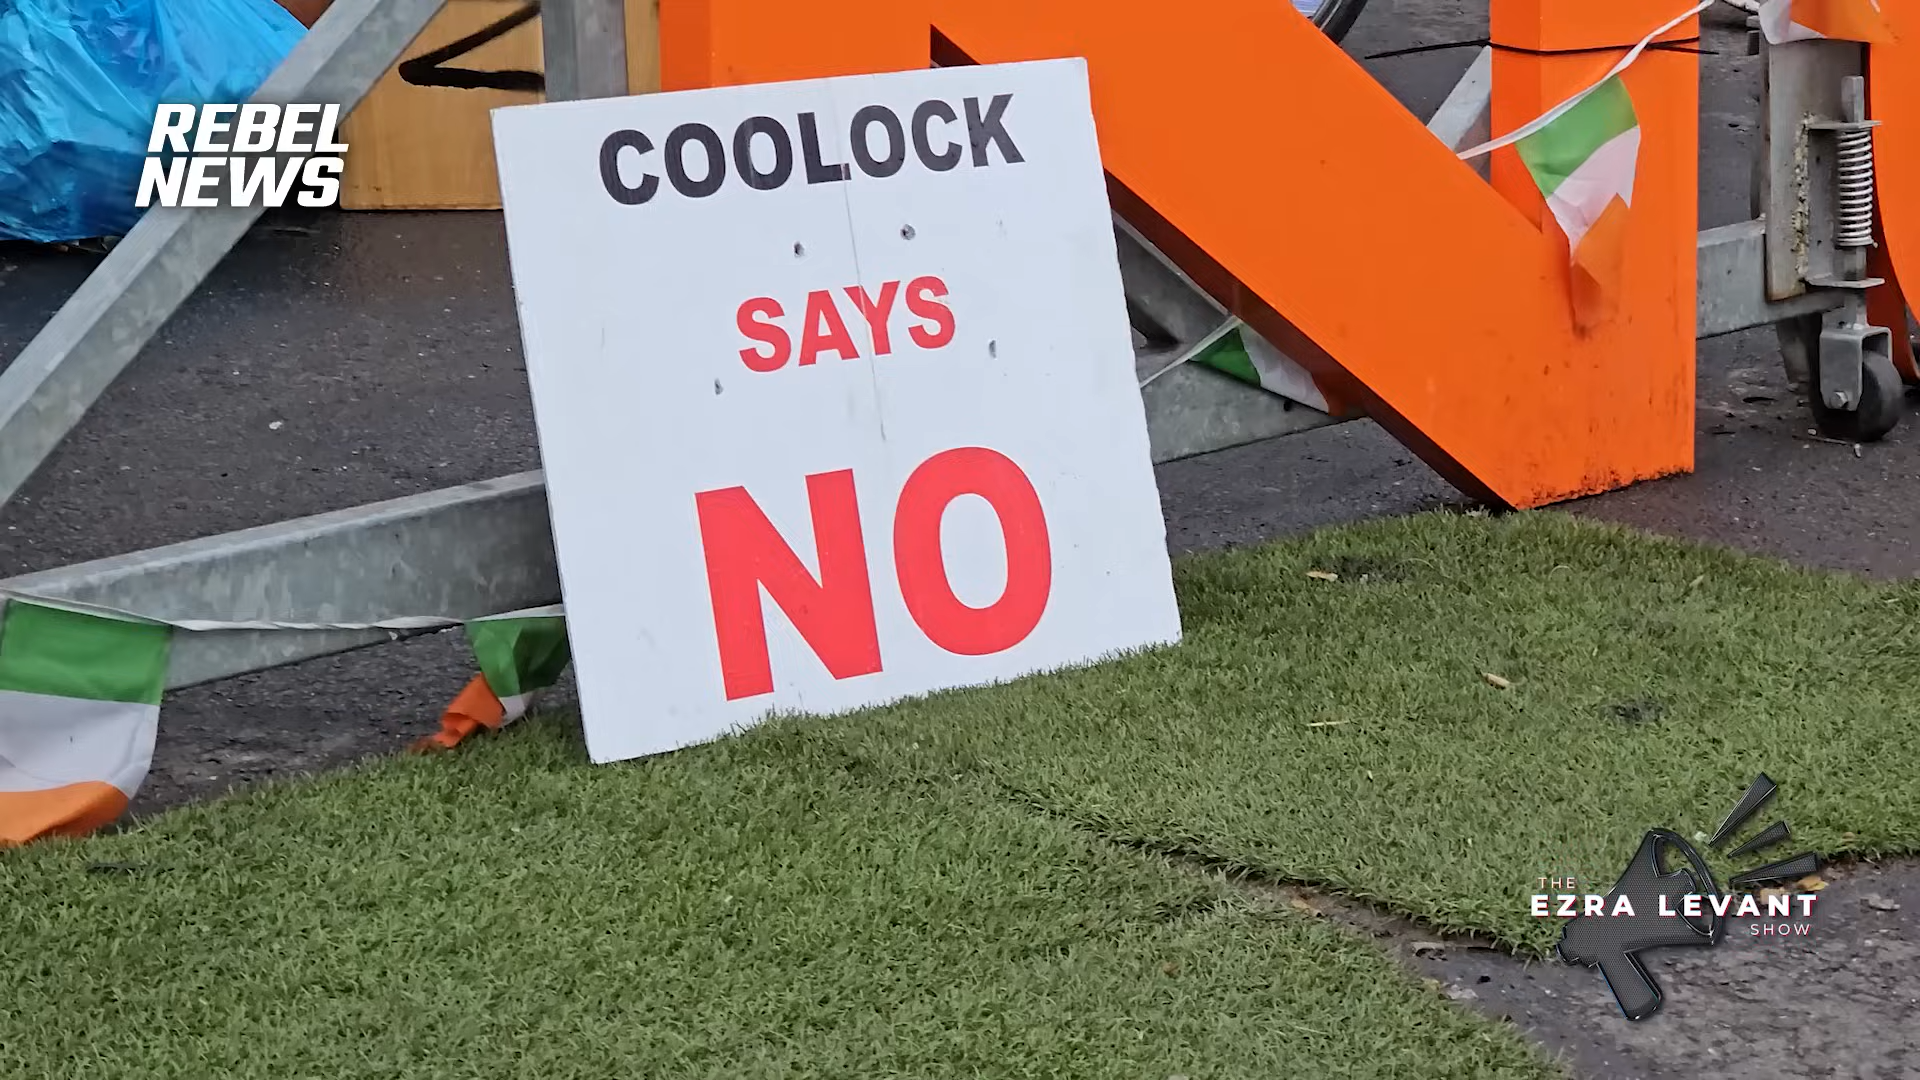 REBEL
NEWS
COOLOCK
SAYS
NO
THE
EZRA LEVANT
SHOW